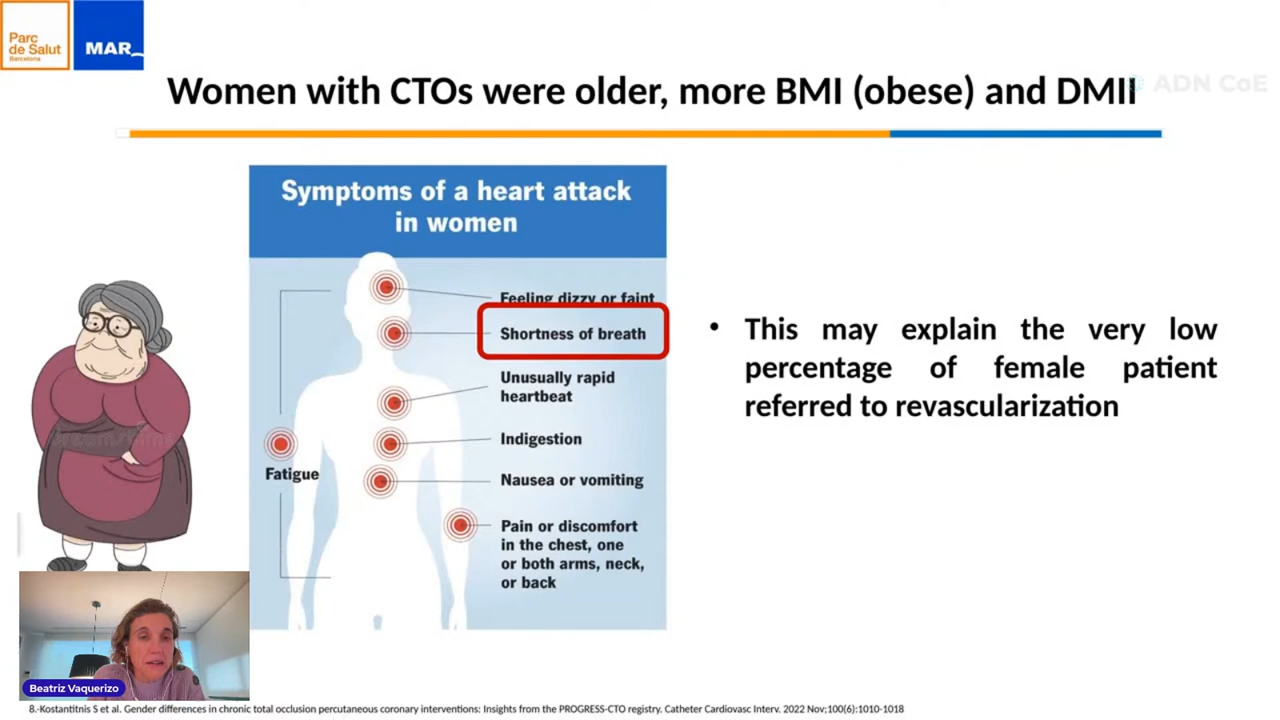 Parc
de Salut
Barcelona
MAR
Women with CTOs were older, more BMI (obese) and DMII
ADN CoE
Symptoms of a heart attack
in women
Feeling dizzy or faint
Shortness of breath
Unusually rapid
heartbeat
Indigestion
Fatigue
Nausea or vomiting
Pain or discomfort
in the chest, one
or both arms, neck,
or back
• This may explain the very low
percentage of female patient
referred to revascularization
dreamstime
Beatriz Vaquerizo
8.-Kostantitnis S et al. Gender differences in chronic total occlusion percutaneous coronary interventions: Insights from the PROGRESS-CTO registry. Catheter Cardiovasc Interv. 2022 Nov;100(6):1010-1018